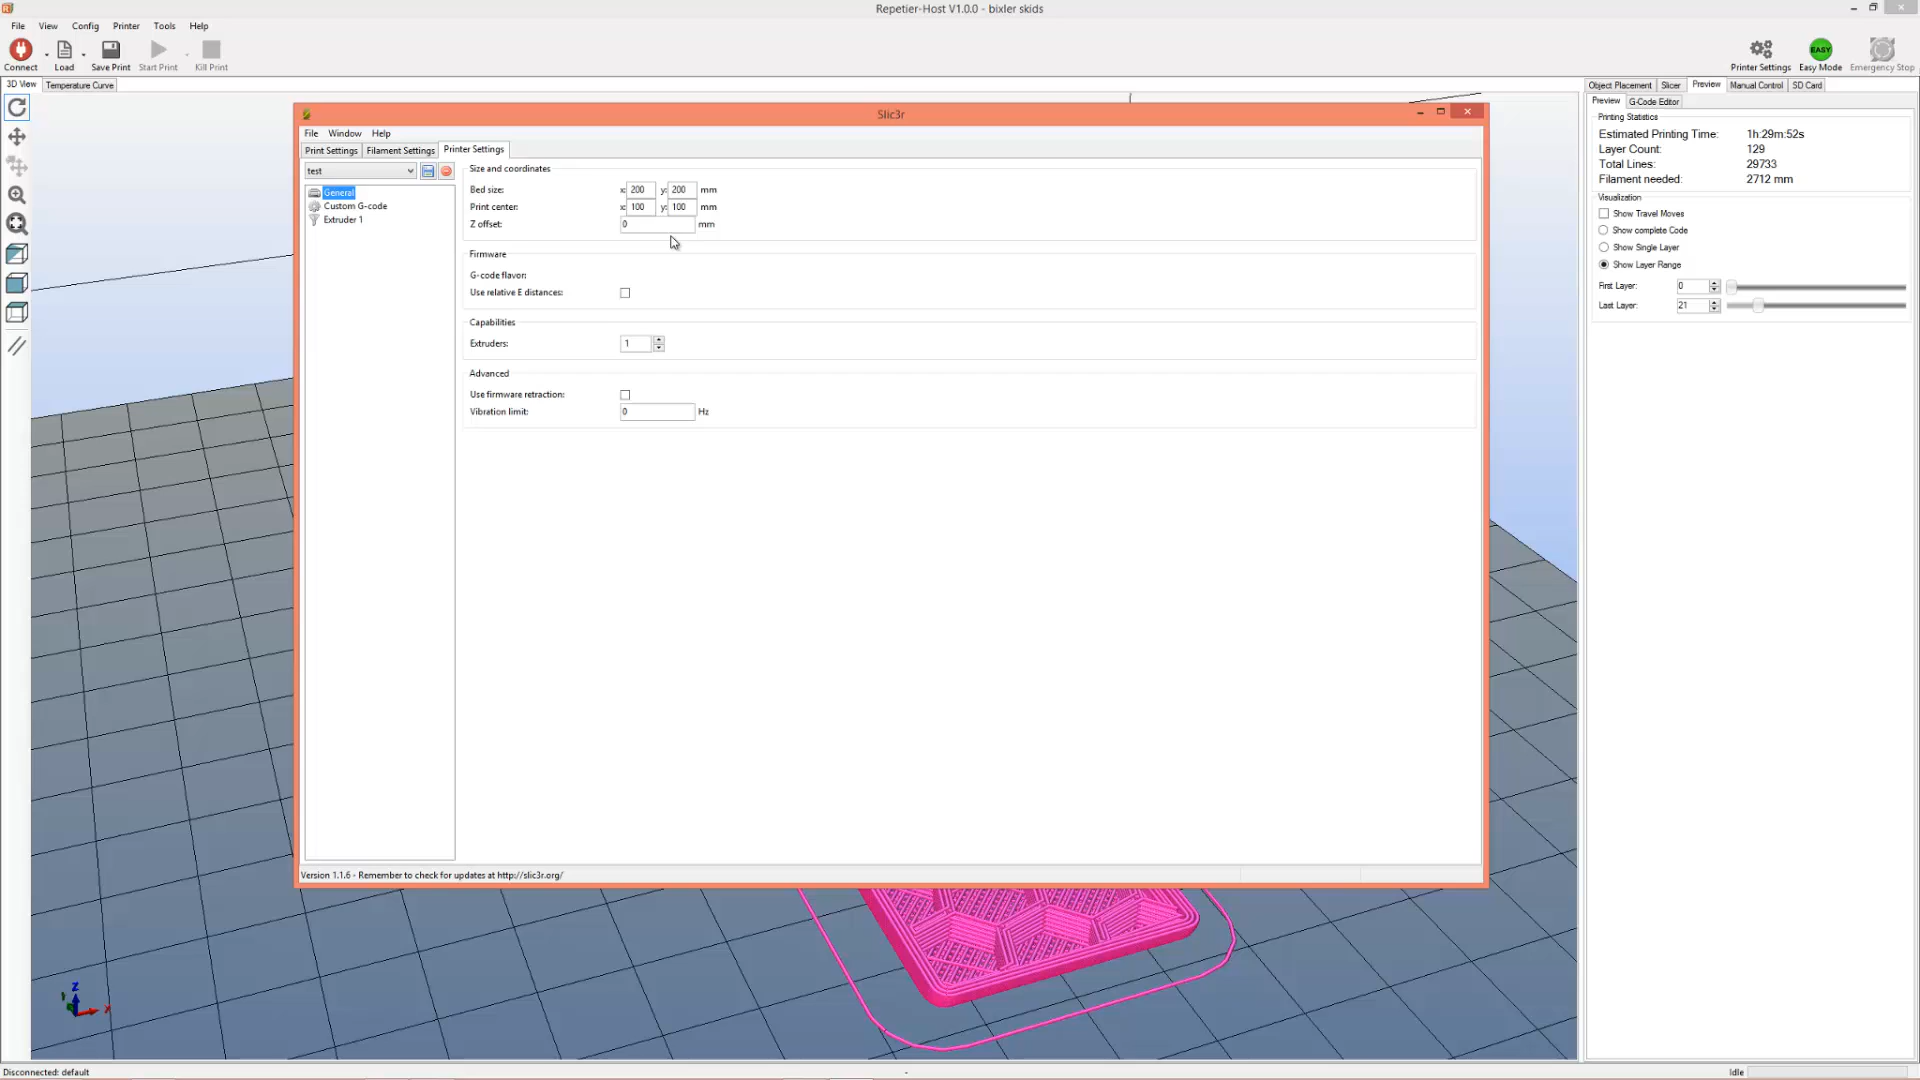 Repetier-Host V1.0.0 - bixler skids
File View Config Printer Tools Help
Connect Load Save Print Start Print Kill Print
EASY
Printer Settings Easy Mode Emergency Stop
3D View Temperature Curve
Object Placement Slicer Preview Manual Control SD Card
Preview G-Code Editor
Printing Statistics
Estimated Printing Time: 1h:29m:52s
Layer Count: 129
Total Lines: 29733
Filament needed: 2712 mm
Visualization
Show Travel Moves
Show complete Code
Show Single Layer
Show Layer Range
First Layer: 0
Last Layer: 21
Slic3r
File Window Help
Print Settings Filament Settings Printer Settings
test
General
Custom G-code
Extruder 1
Size and coordinates
Bed size: x: 200 y: 200 mm
Print center: x: 100 y: 100 mm
Z offset: 0 mm
Firmware
G-code flavor:
Use relative E distances:
Capabilities
Extruders: 1
Advanced
Use firmware retraction:
Vibration limit: 0 Hz
Version 1.1.6 - Remember to check for updates at http://slic3r.org/
Z
X
Disconnected: default - Idle